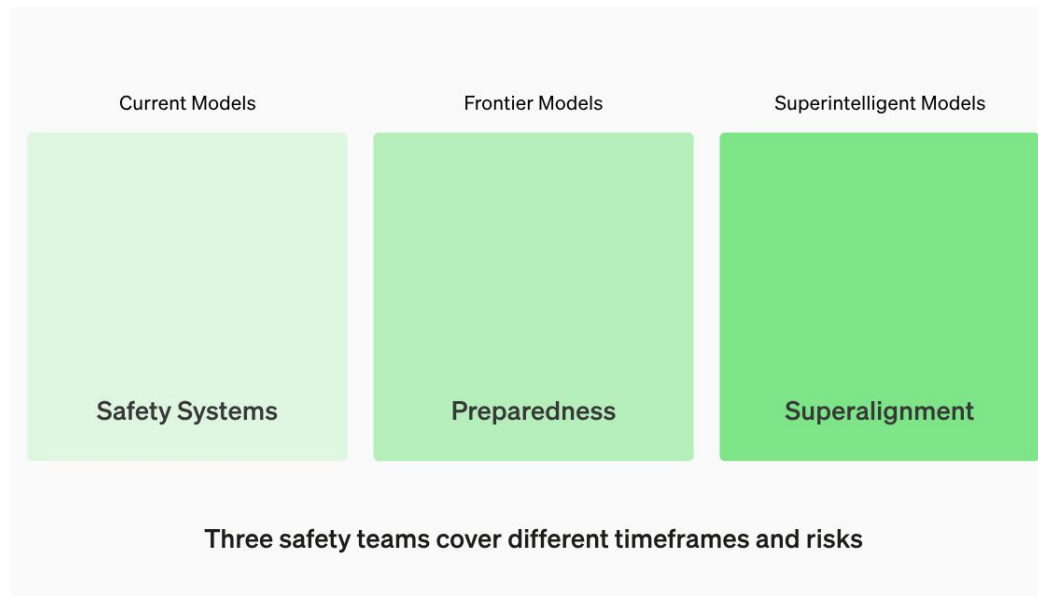 Current Models
Frontier Models
Superintelligent Models
Safety Systems
Preparedness
Superalignment
Three safety teams cover different timeframes and risks